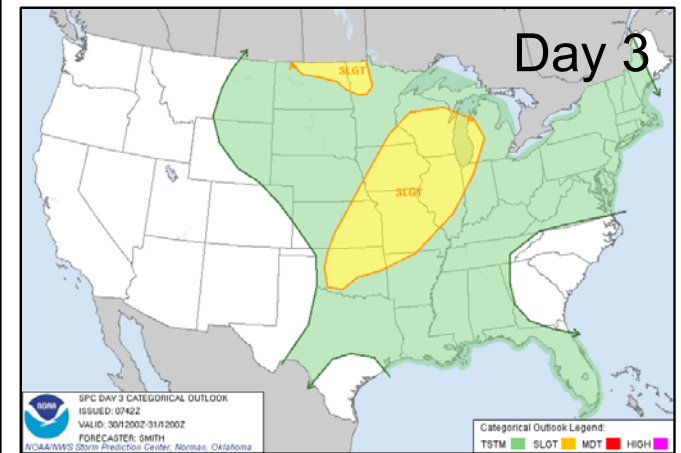 Day 3
SLGT
SLGT
NOAA
SPC DAY 3 CATEGORICAL OUTLOOK
ISSUED: 0742Z
VALID: 30/1200Z-31/1200Z
FORECASTER: SMITH
NOAA/NWS Storm Prediction Center, Norman, Oklahoma
Categorical Outlook Legend:
TSTM SLGT MDT HIGH